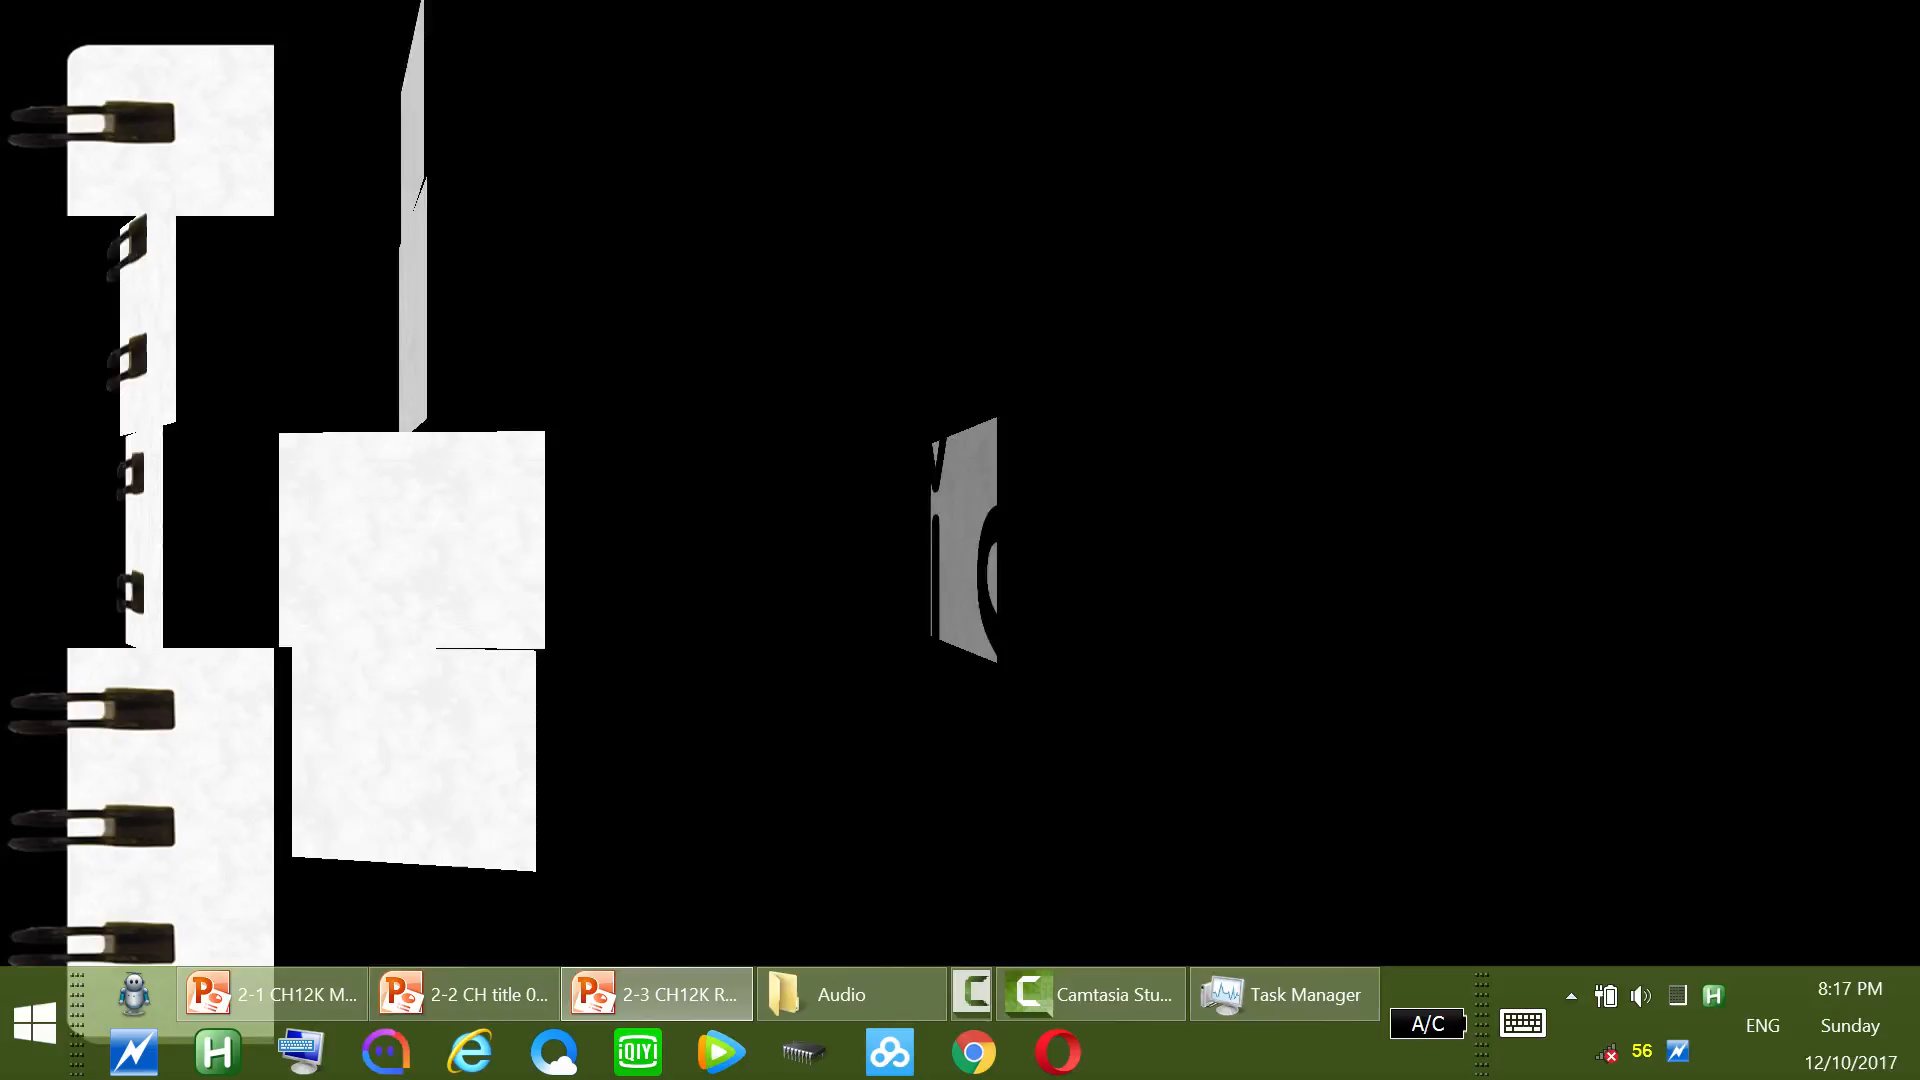 2-1 CH12K M...
2-2 CH title 0...
2-3 CH12K R...
Audio
Camtasia Stu...
Task Manager
A/C
8:17 PM
ENG
Sunday
56
12/10/2017
iQIYI